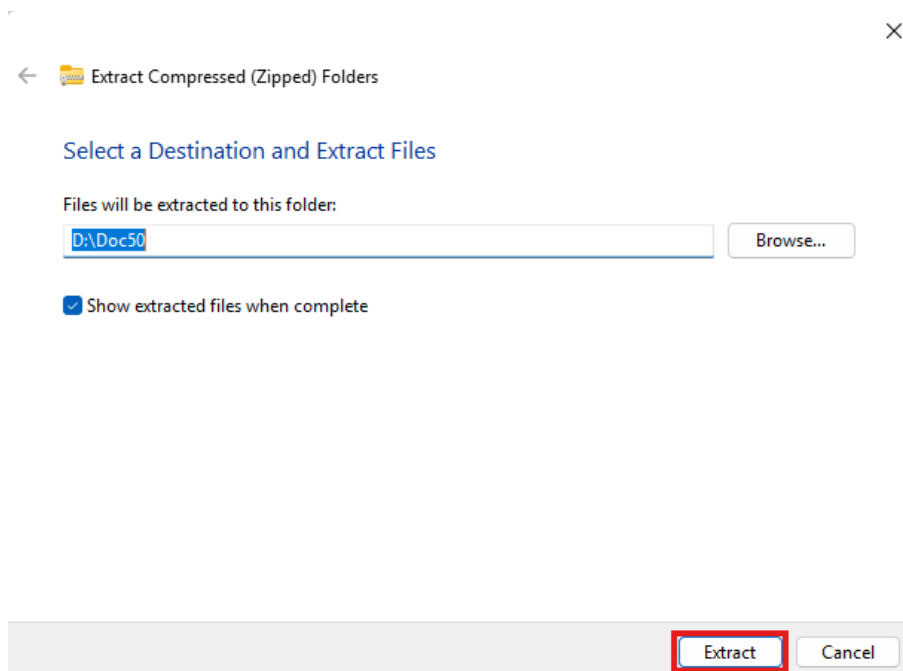 Extract Compressed (Zipped) Folders
Select a Destination and Extract Files
Files will be extracted to this folder:
D:\Doc50
Browse...
Show extracted files when complete
Extract
Cancel